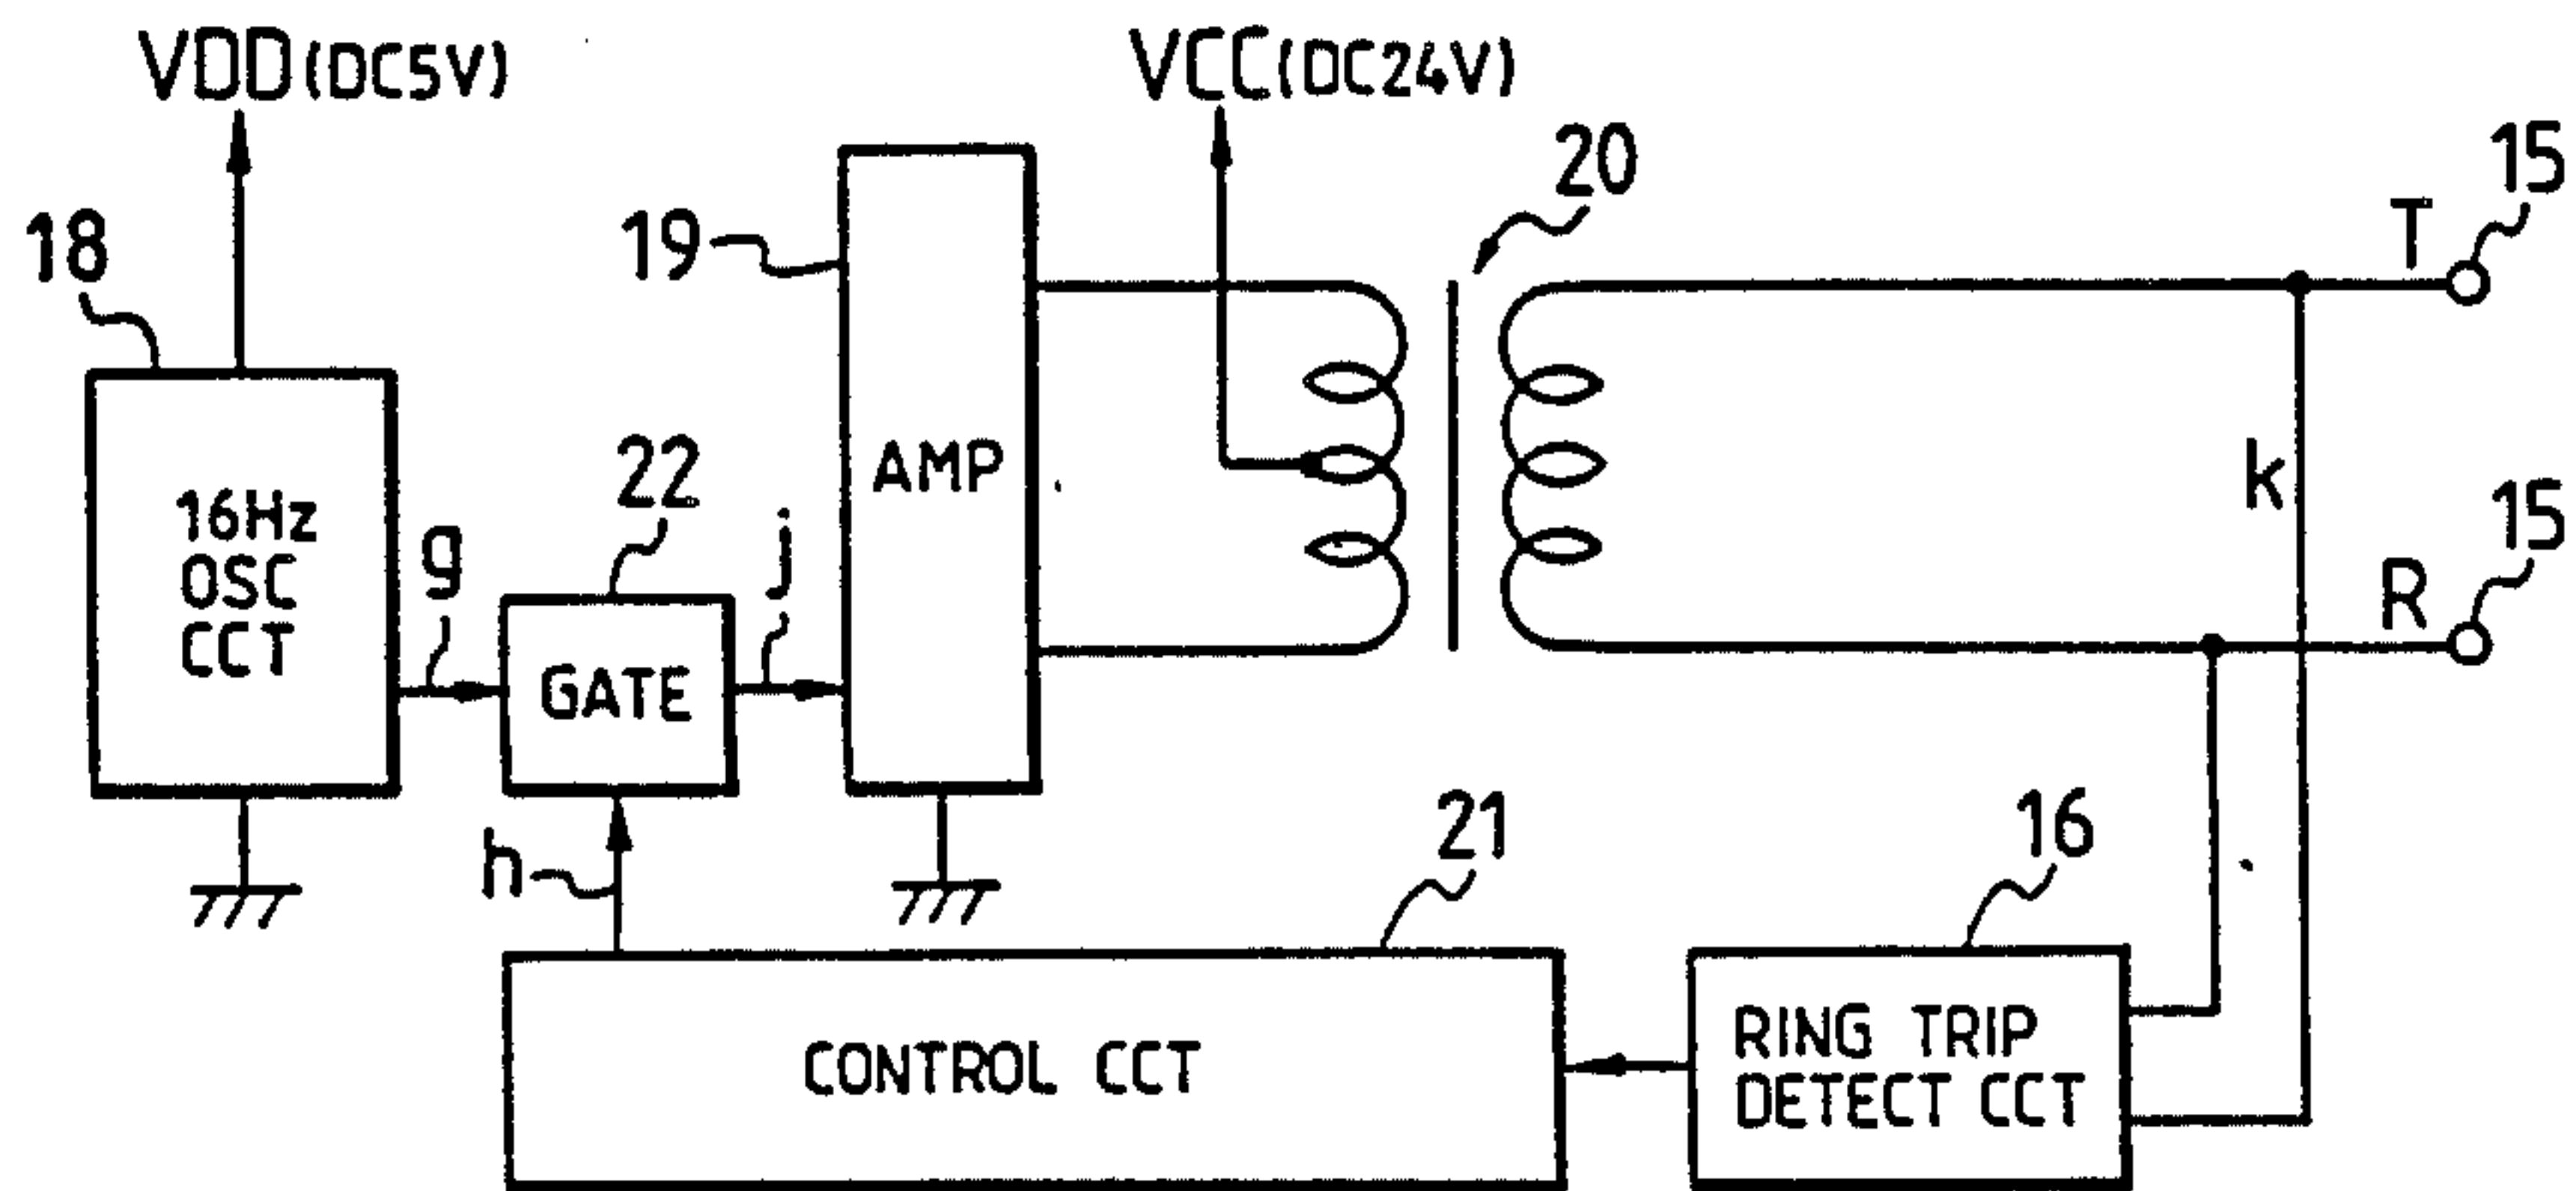 VDD (DC5V)
VCC (DC24V)
20
15
T
18
19
22
16Hz
OSC
CCT
g
j
AMP
k
15
R
GATE
h
21
16
CONTROL CCT
RING TRIP
DETECT CCT